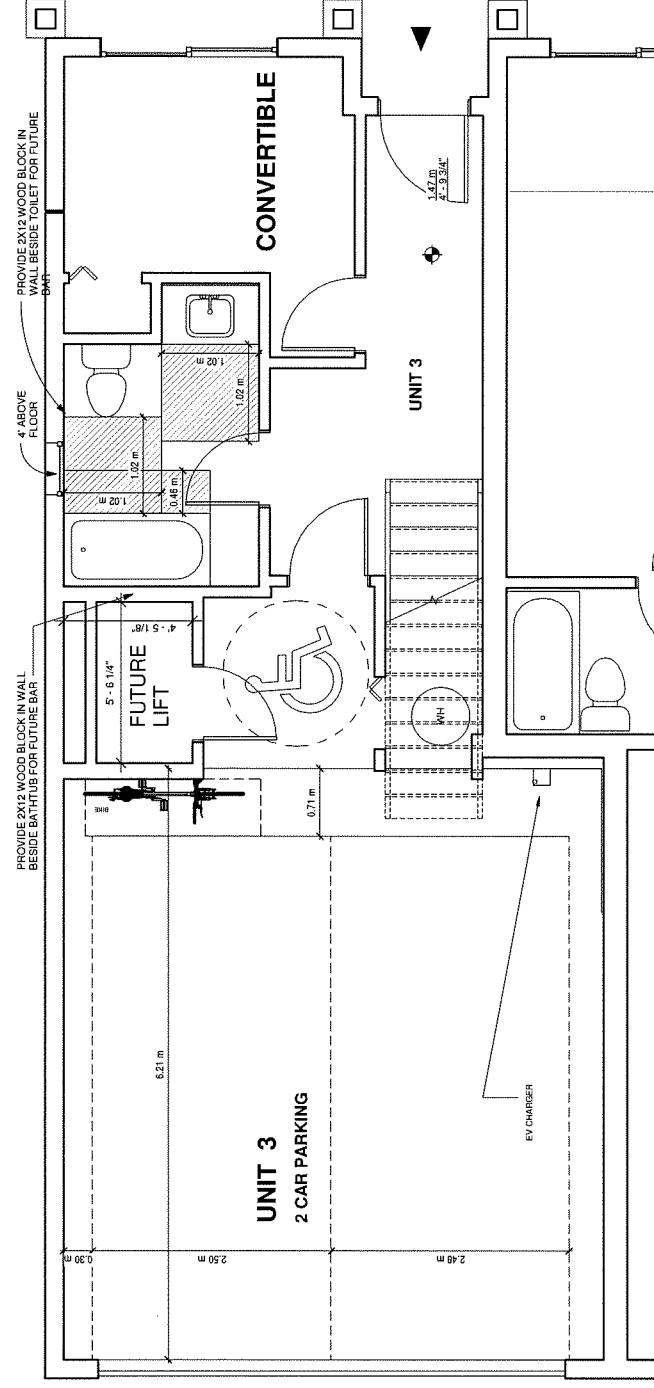 PROVIDE 2X12 WOOD BLOCK IN
WALL BESIDE TOILET FOR FUTURE
BAR
4' ABOVE
FLOOR
PROVIDE 2X12 WOOD BLOCK IN WALL
BESIDE BATHTUB FOR FUTURE BAR
CONVERTIBLE
1.47 m
4' - 9 3/4"
1.02 m
1.02 m
1.02 m
1.02 m
0.46 m
UNIT 3
4' - 5 1/8"
5' - 6 1/4"
FUTURE
LIFT
WH
BIKE
0.71 m
6.21 m
UNIT 3
2 CAR PARKING
EV CHARGER
0.30 m
2.50 m
2.48 m